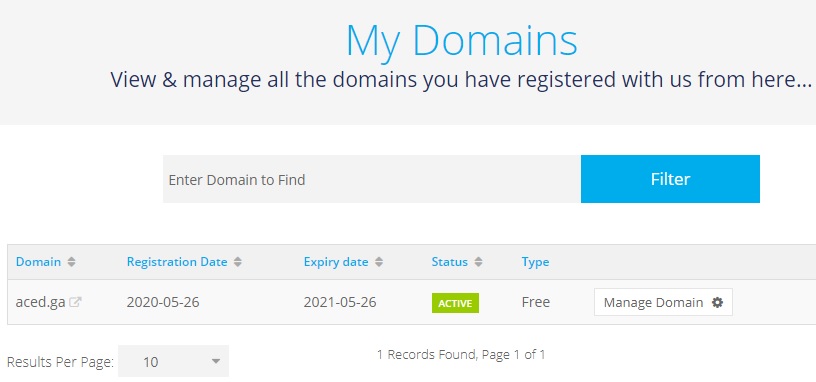 My Domains
View & manage all the domains you have registered with us from here...
Enter Domain to Find
Filter
Domain Registration Date Expiry date Status Type
aced.ga 2020-05-26 2021-05-26 ACTIVE Free Manage Domain
Results Per Page: 10 1 Records Found, Page 1 of 1